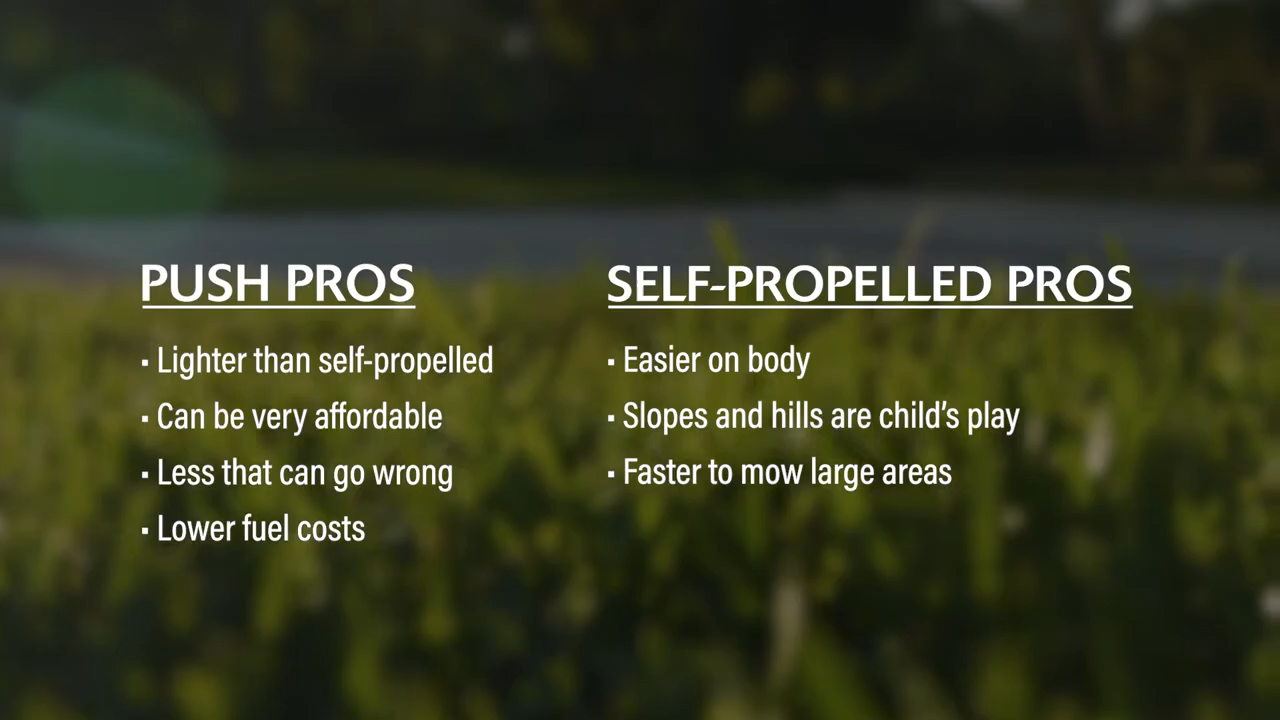 PUSH PROS
· Lighter than self-propelled
· Can be very affordable
· Less that can go wrong
· Lower fuel costs
SELF-PROPELLED PROS
· Easier on body
· Slopes and hills are child's play
· Faster to mow large areas